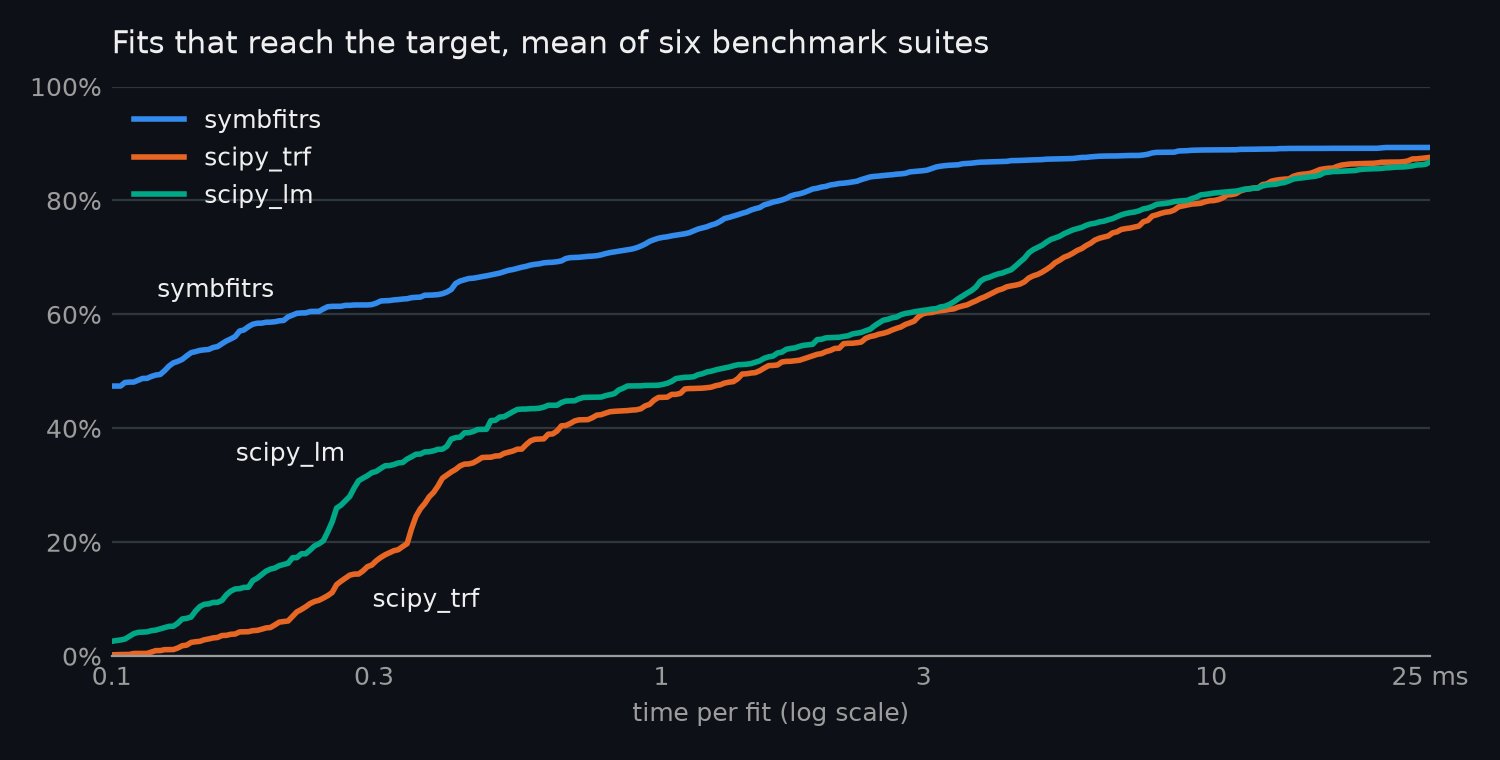 Fits that reach the target, mean of six benchmark suites
100%
symbfitrs
scipy_trf
scipy_lm
80%
symbfitrs
60%
40%
scipy_lm
20%
scipy_trf
0%
0.1 0.3 1 3 10 25 ms
time per fit (log scale)